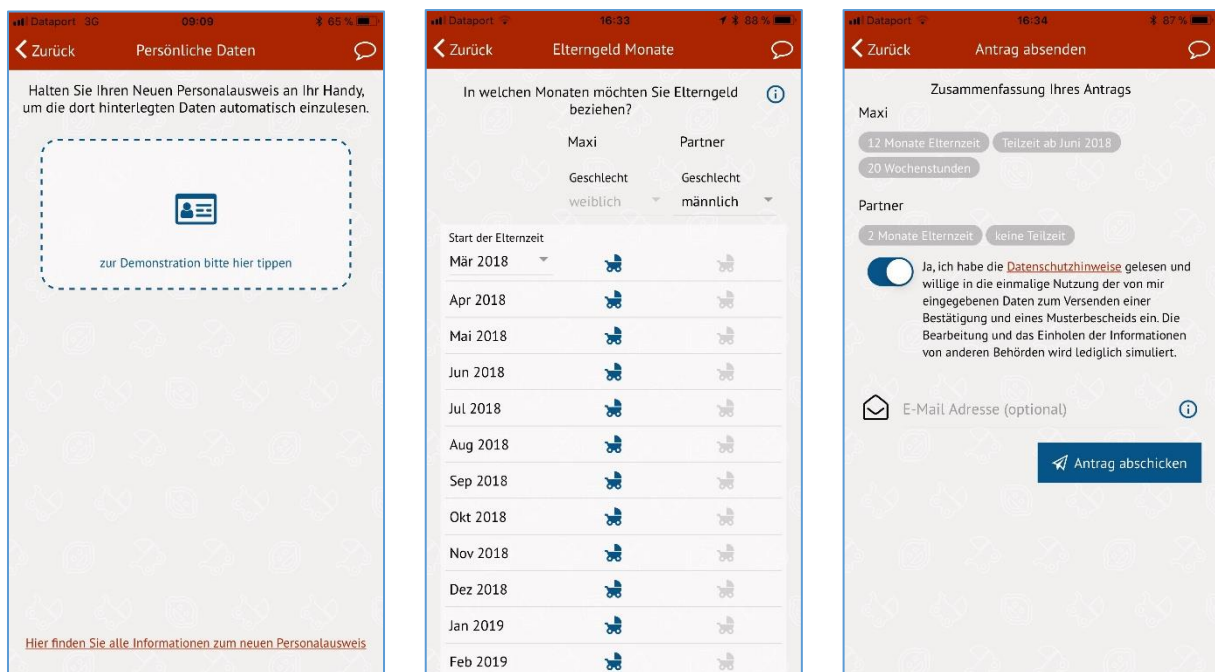 Dataport 3G 09:09 65 %
Zurück Persönliche Daten
Halten Sie Ihren Neuen Personalausweis an Ihr Handy,
um die dort hinterlegten Daten automatisch einzulesen.
zur Demonstration bitte hier tippen
Hier finden Sie alle Informationen zum neuen Personalausweis
Dataport 16:33 88 %
Zurück Elterngeld Monate
In welchen Monaten möchten Sie Elterngeld
beziehen?
Maxi Partner
Geschlecht Geschlecht
weiblich männlich
Start der Elternzeit
Mär 2018
Apr 2018
Mai 2018
Jun 2018
Jul 2018
Aug 2018
Sep 2018
Okt 2018
Nov 2018
Dez 2018
Jan 2019
Feb 2019
Dataport 16:34 87 %
Zurück Antrag absenden
Zusammenfassung Ihres Antrags
Maxi
12 Monate Elternzeit Teilzeit ab Juni 2018
20 Wochenstunden
Partner
2 Monate Elternzeit keine Teilzeit
Ja, ich habe die Datenschutzhinweise gelesen und
willige in die einmalige Nutzung der von mir
eingegebenen Daten zum Versenden einer
Bestätigung und eines Musterbescheids ein. Die
Bearbeitung und das Einholen der Informationen
von anderen Behörden wird lediglich simuliert.
E-Mail Adresse (optional)
Antrag abschicken